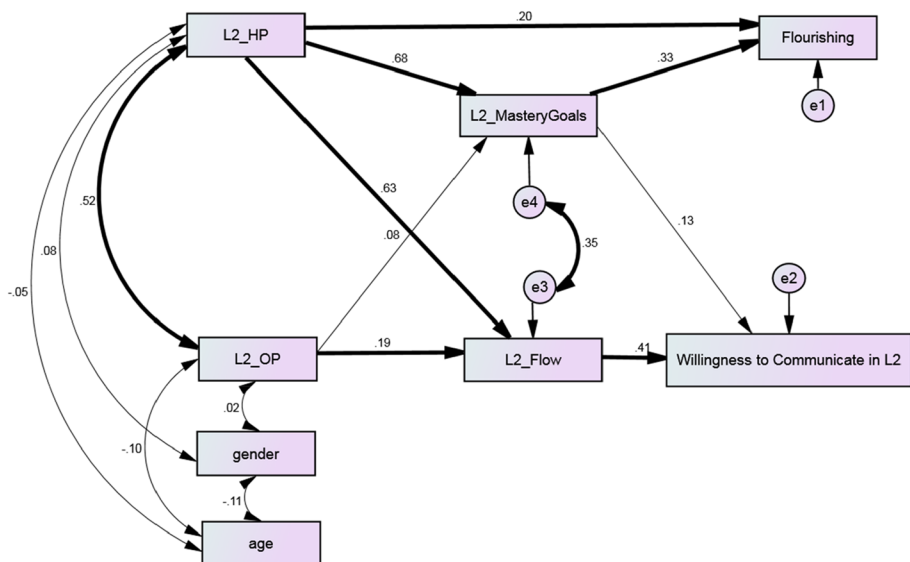 .20
L2_HP
Flourishing
.68
.33
L2_MasteryGoals
e1
.63
.52
e4
.13
.08
.08
.35
-.05
e3
e2
L2_OP
.19
L2_Flow
.41
Willingness to Communicate in L2
.02
-.10
gender
-.11
age